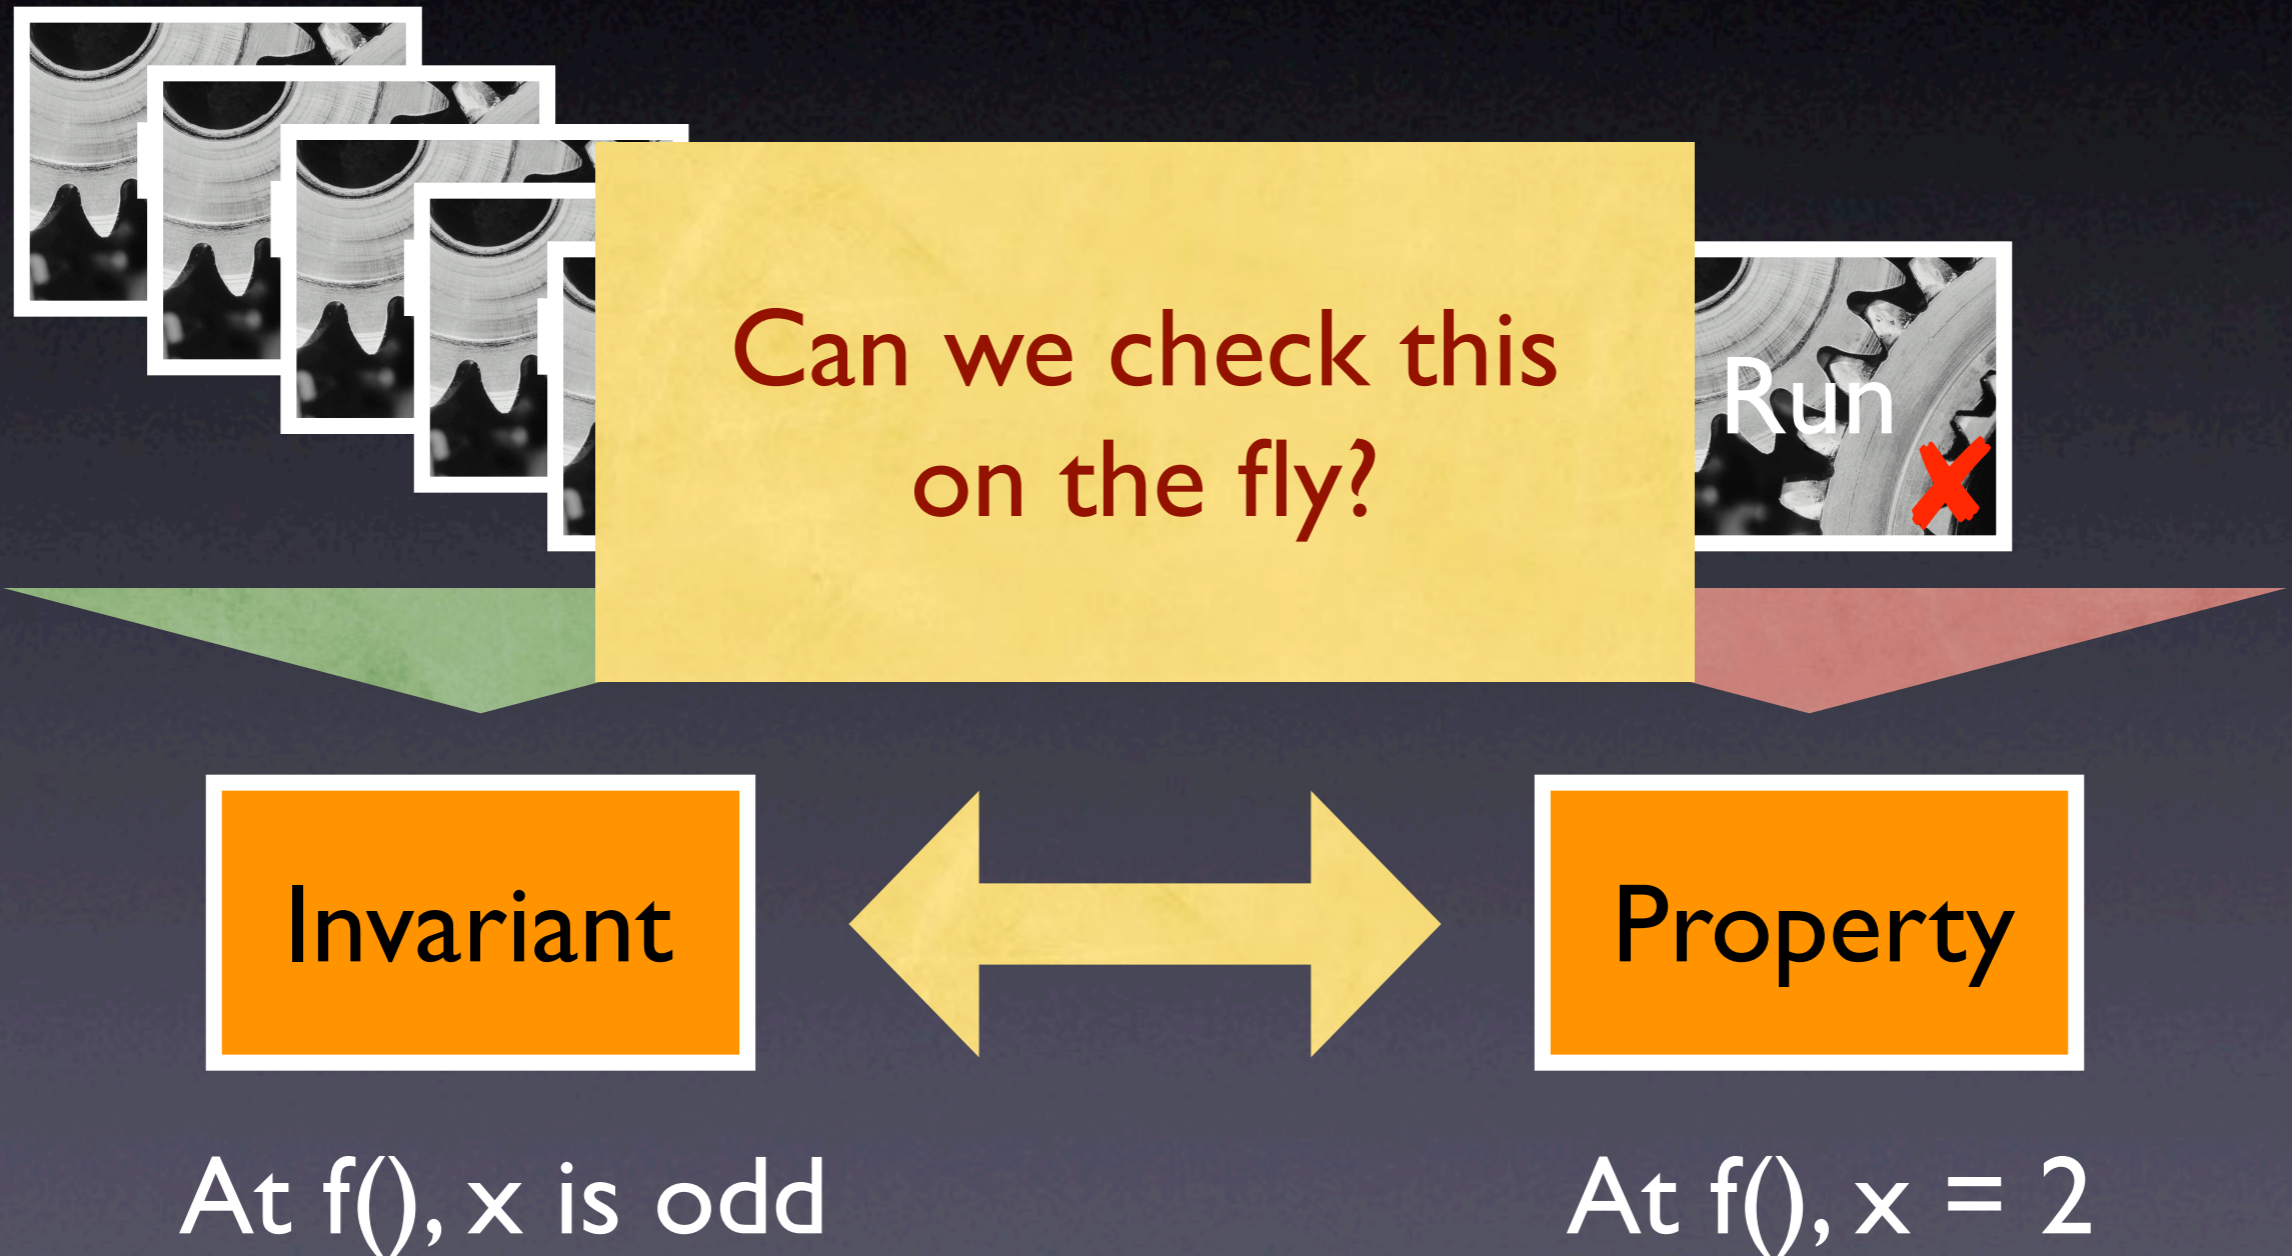 Can we check this
on the fly?
Run
Invariant
Property
At f(), x is odd
At f(), x = 2